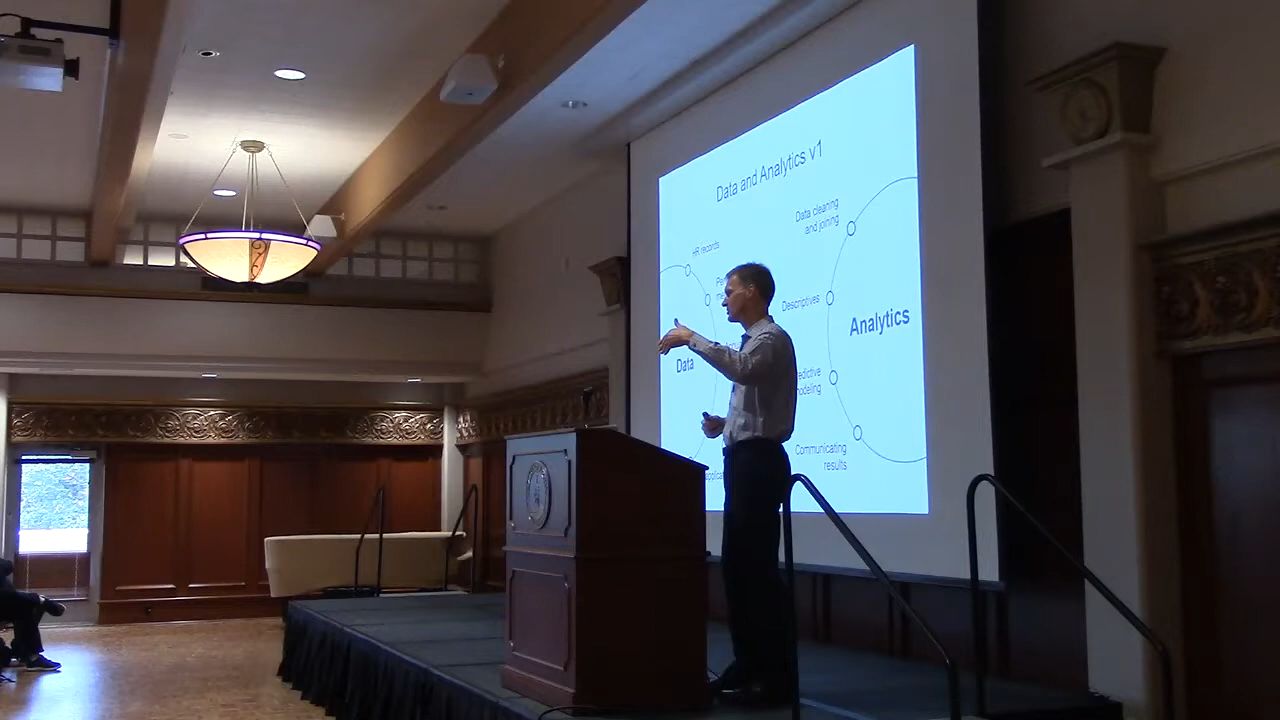 Data and Analytics v1
HR records
Data
Data cleaning
and joining
Descriptives
Analytics
Communicating
results